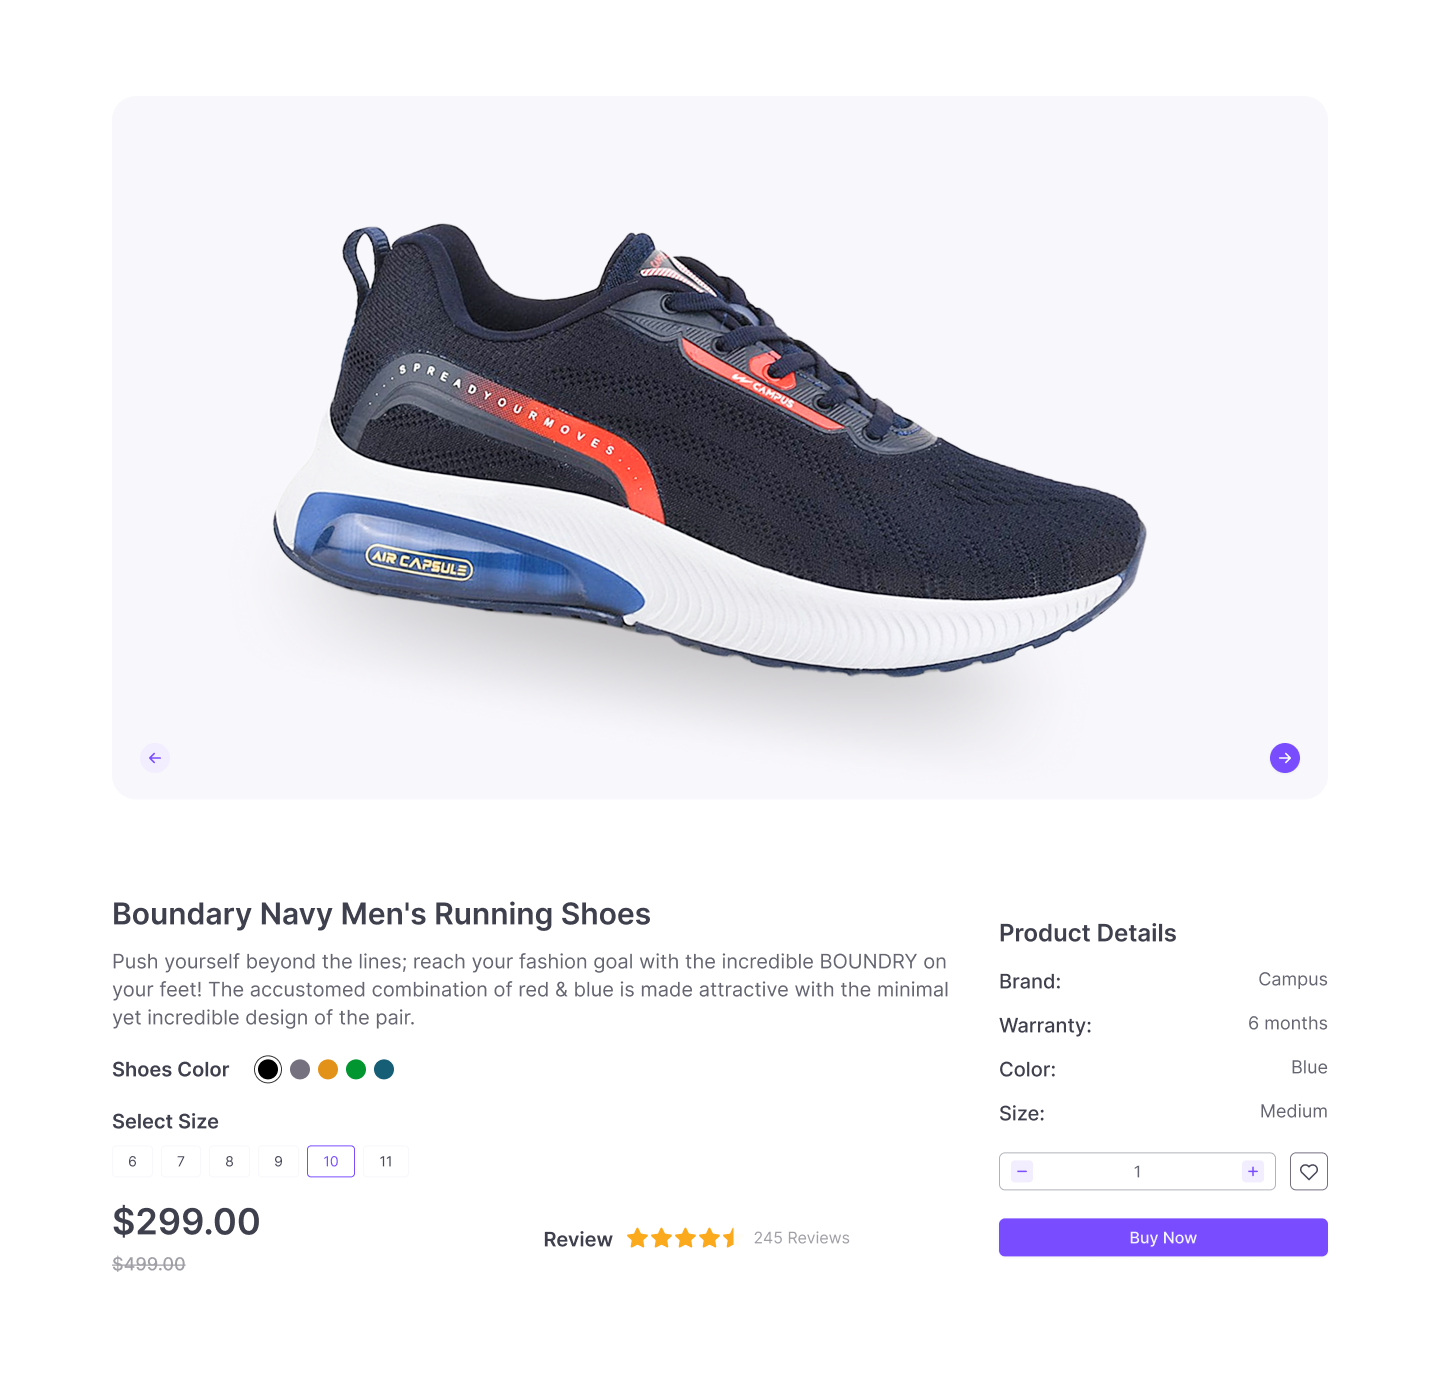 SPREADYOURMOVES
CAMPUS
AIR CAPSULE
Boundary Navy Men's Running Shoes
Push yourself beyond the lines; reach your fashion goal with the incredible BOUNDRY on
your feet! The accustomed combination of red & blue is made attractive with the minimal
yet incredible design of the pair.
Shoes Color
Select Size
6 7 8 9 10 11
$299.00
$499.00
Review 245 Reviews
Product Details
Brand: Campus
Warranty: 6 months
Color: Blue
Size: Medium
− 1 +
Buy Now